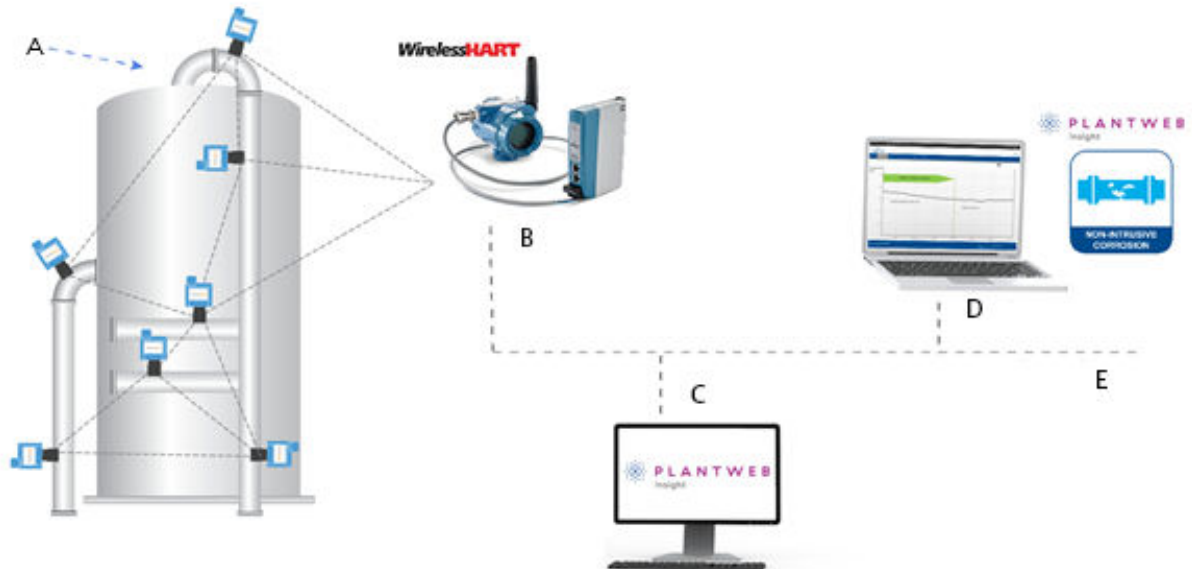 A
WirelessHART
B
PLANTWEB
Insight
NON-INTRUSIVE
CORROSION
D
E
C
PLANTWEB
Insight